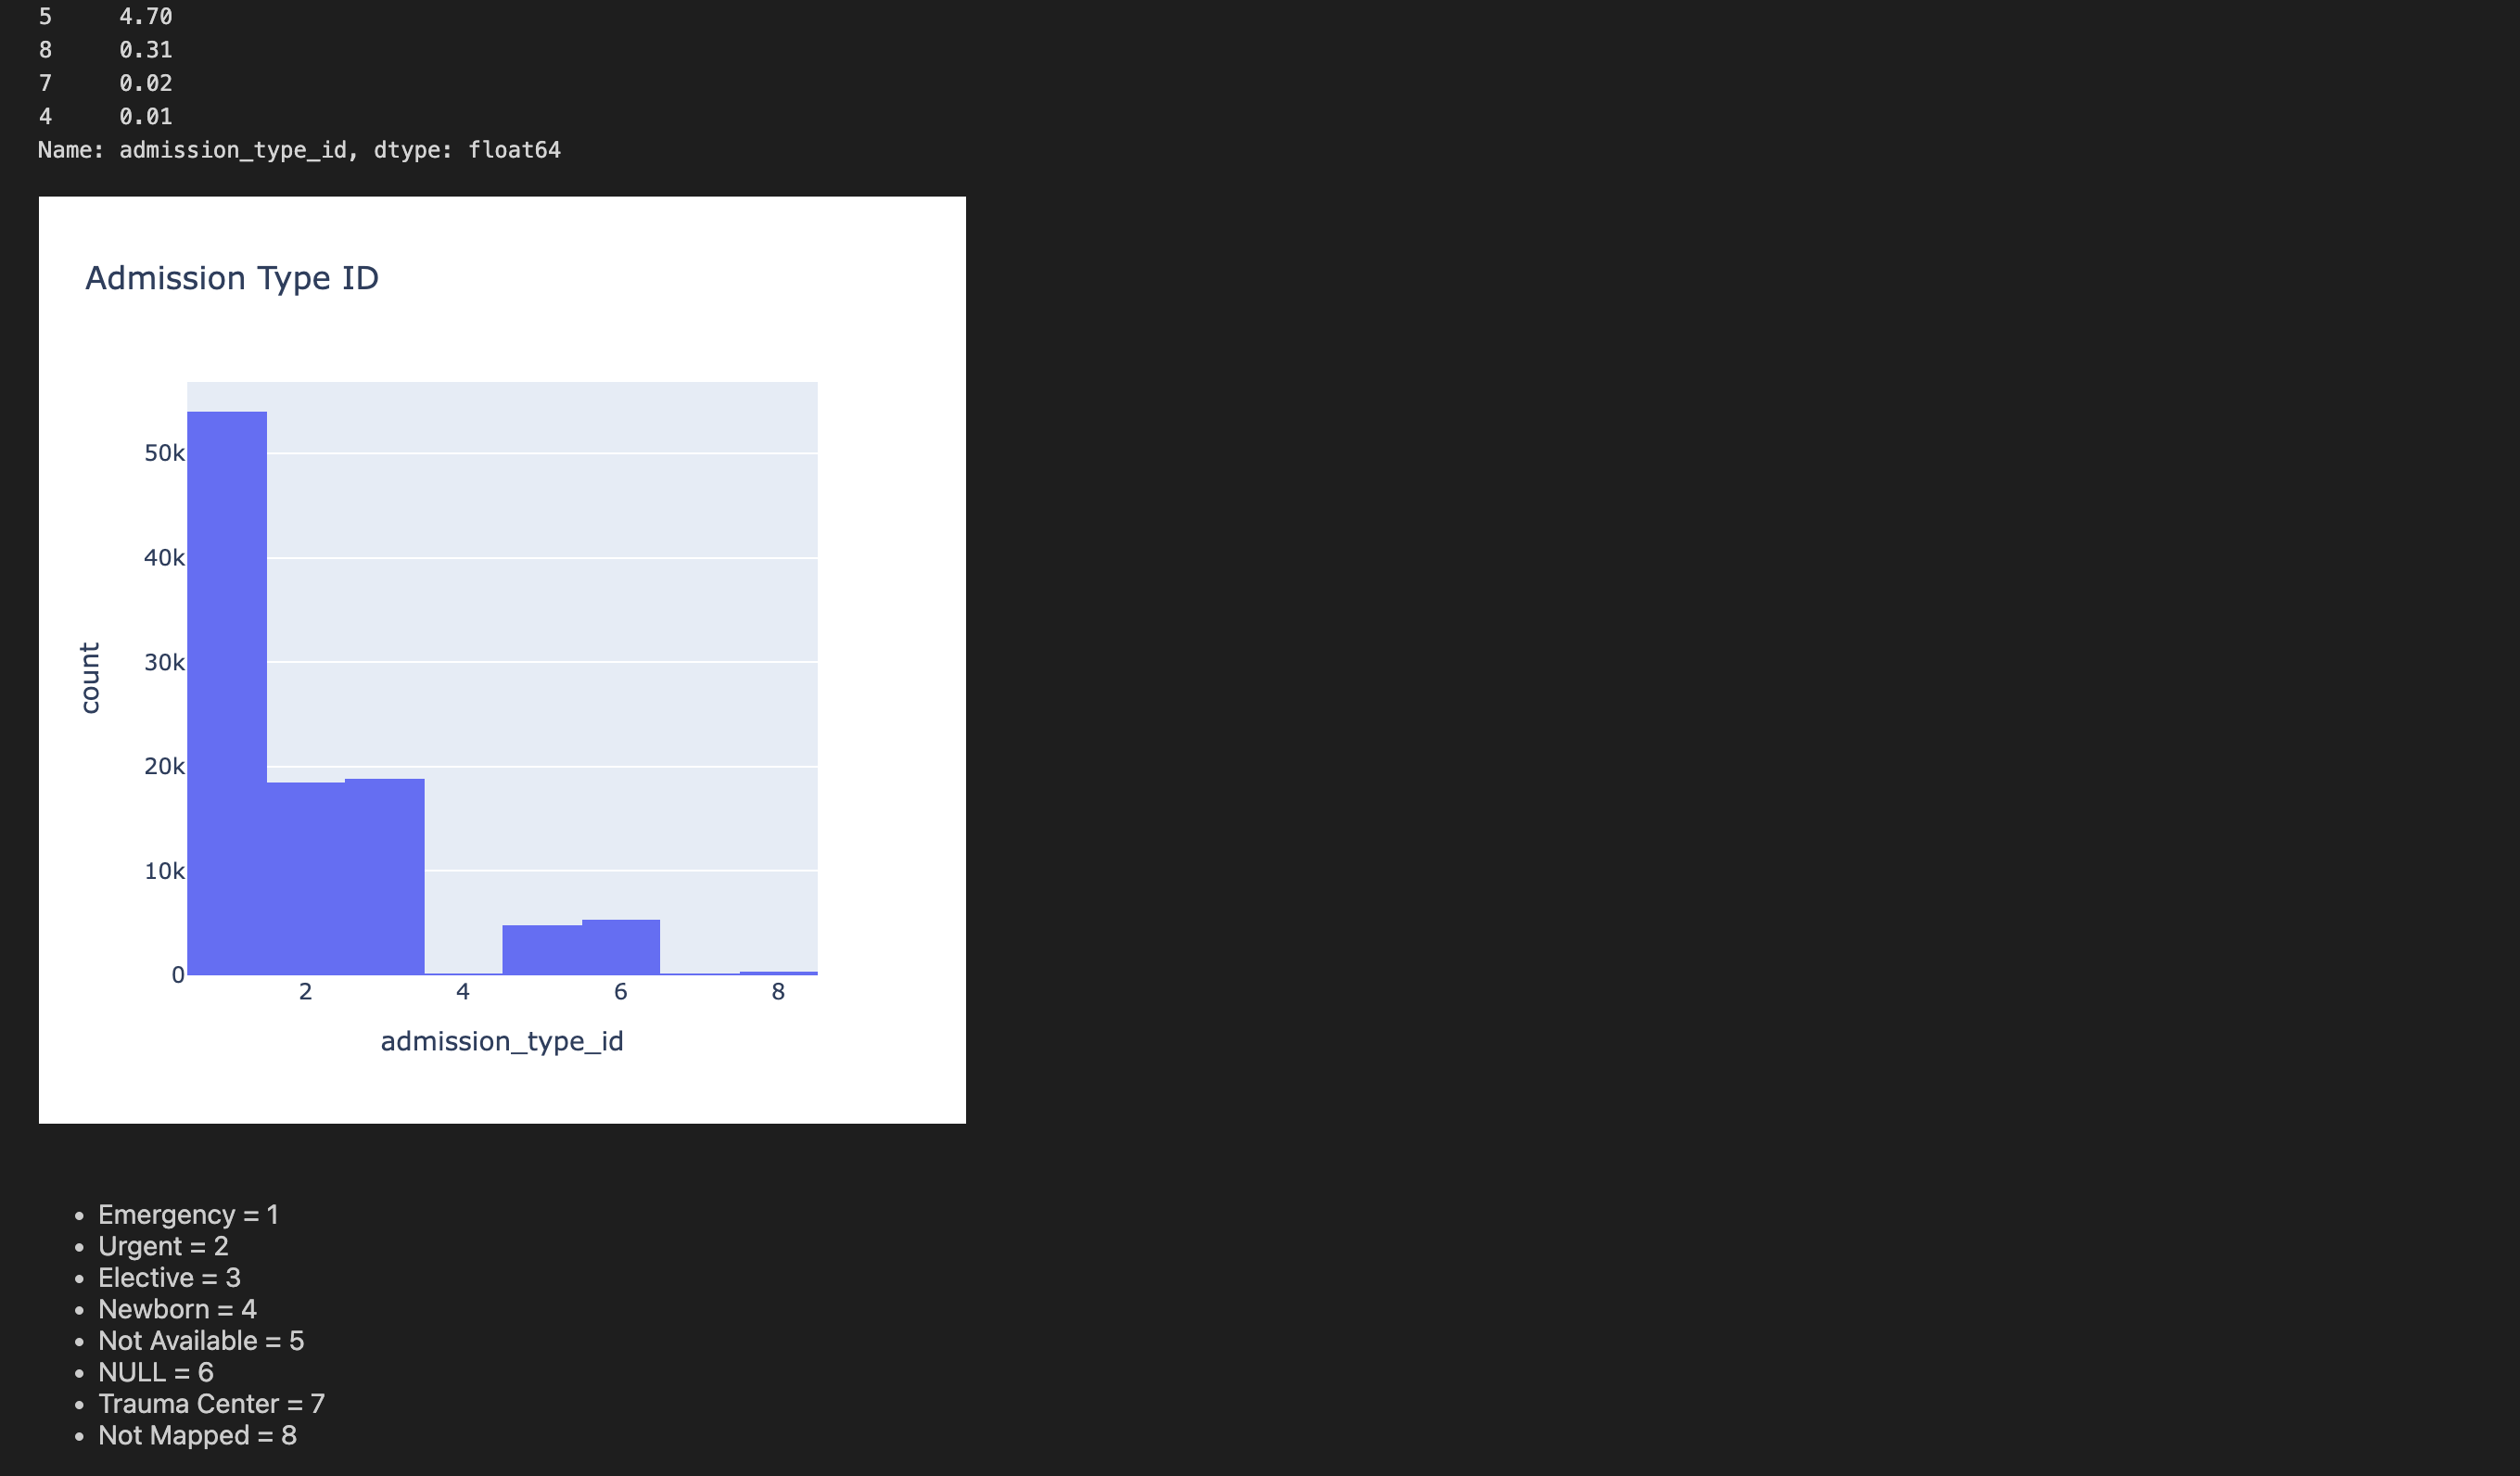 5     4.70
8     0.31
7     0.02
4     0.01
Name: admission_type_id, dtype: float64
Admission Type ID
50k
40k
30k
20k
10k
0
count
2 4 6 8
admission_type_id
• Emergency = 1
• Urgent = 2
• Elective = 3
• Newborn = 4
• Not Available = 5
• NULL = 6
• Trauma Center = 7
• Not Mapped = 8